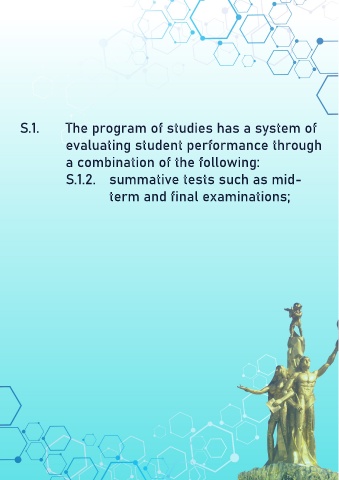 S.1. The program of studies has a system of
evaluating student performance through
a combination of the following:
S.1.2. summative tests such as mid-
term and final examinations;